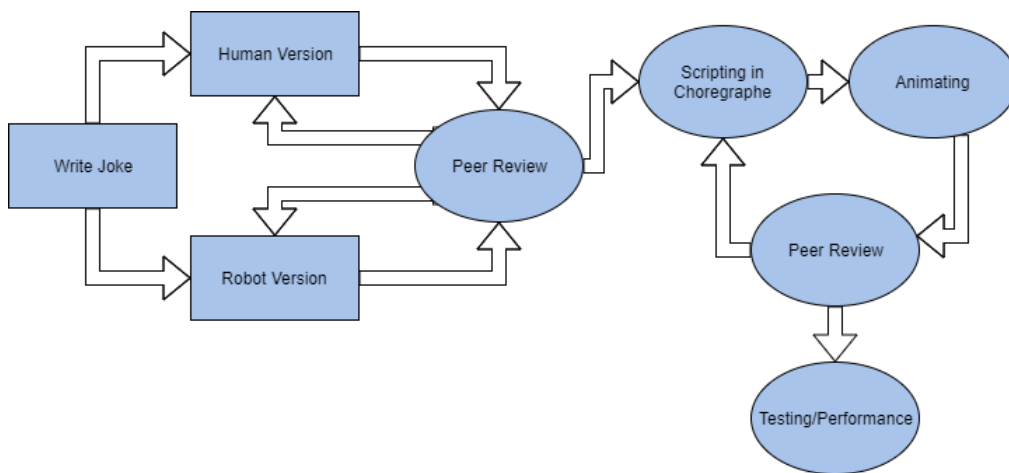 Human Version
Scripting in
Choregraphe
Animating
Write Joke
Peer Review
Peer Review
Robot Version
Testing/Performance